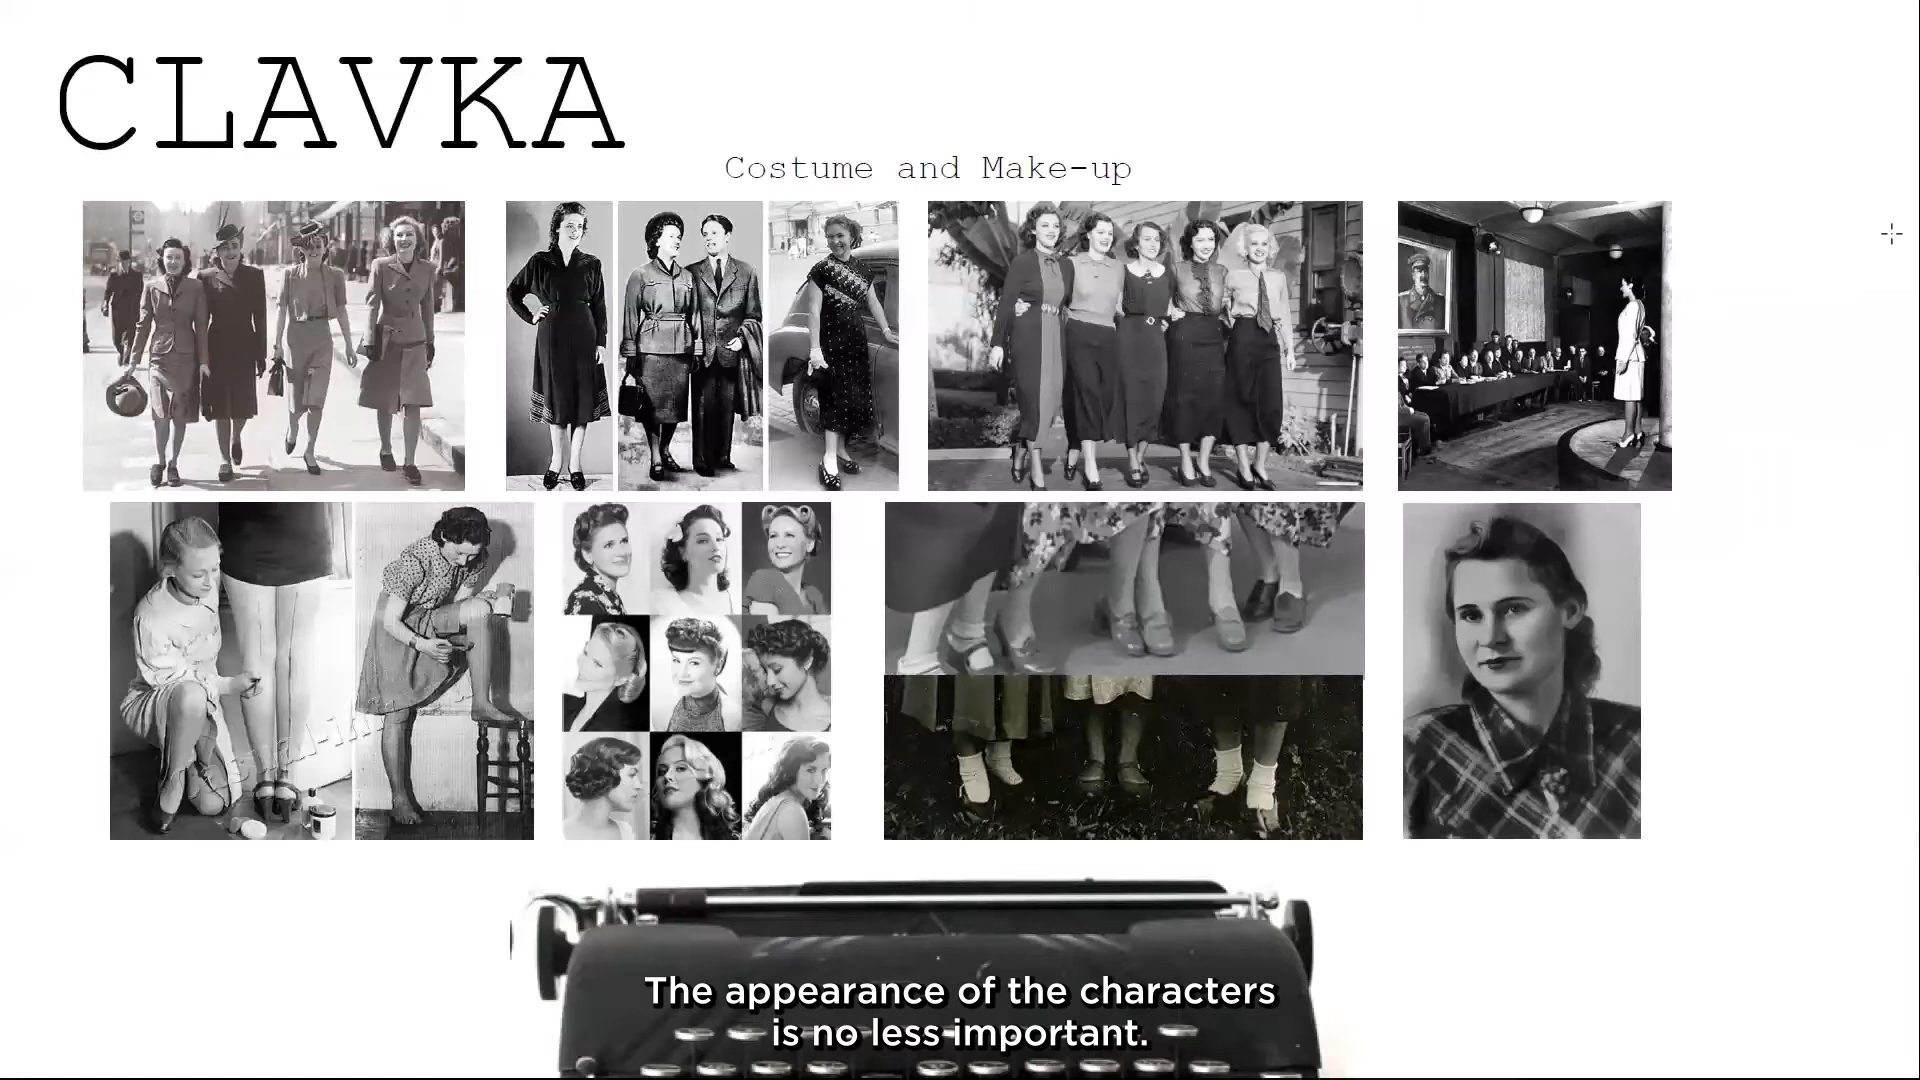 CLAVKA
Costume and Make-up
The appearance of the characters
is no less important.